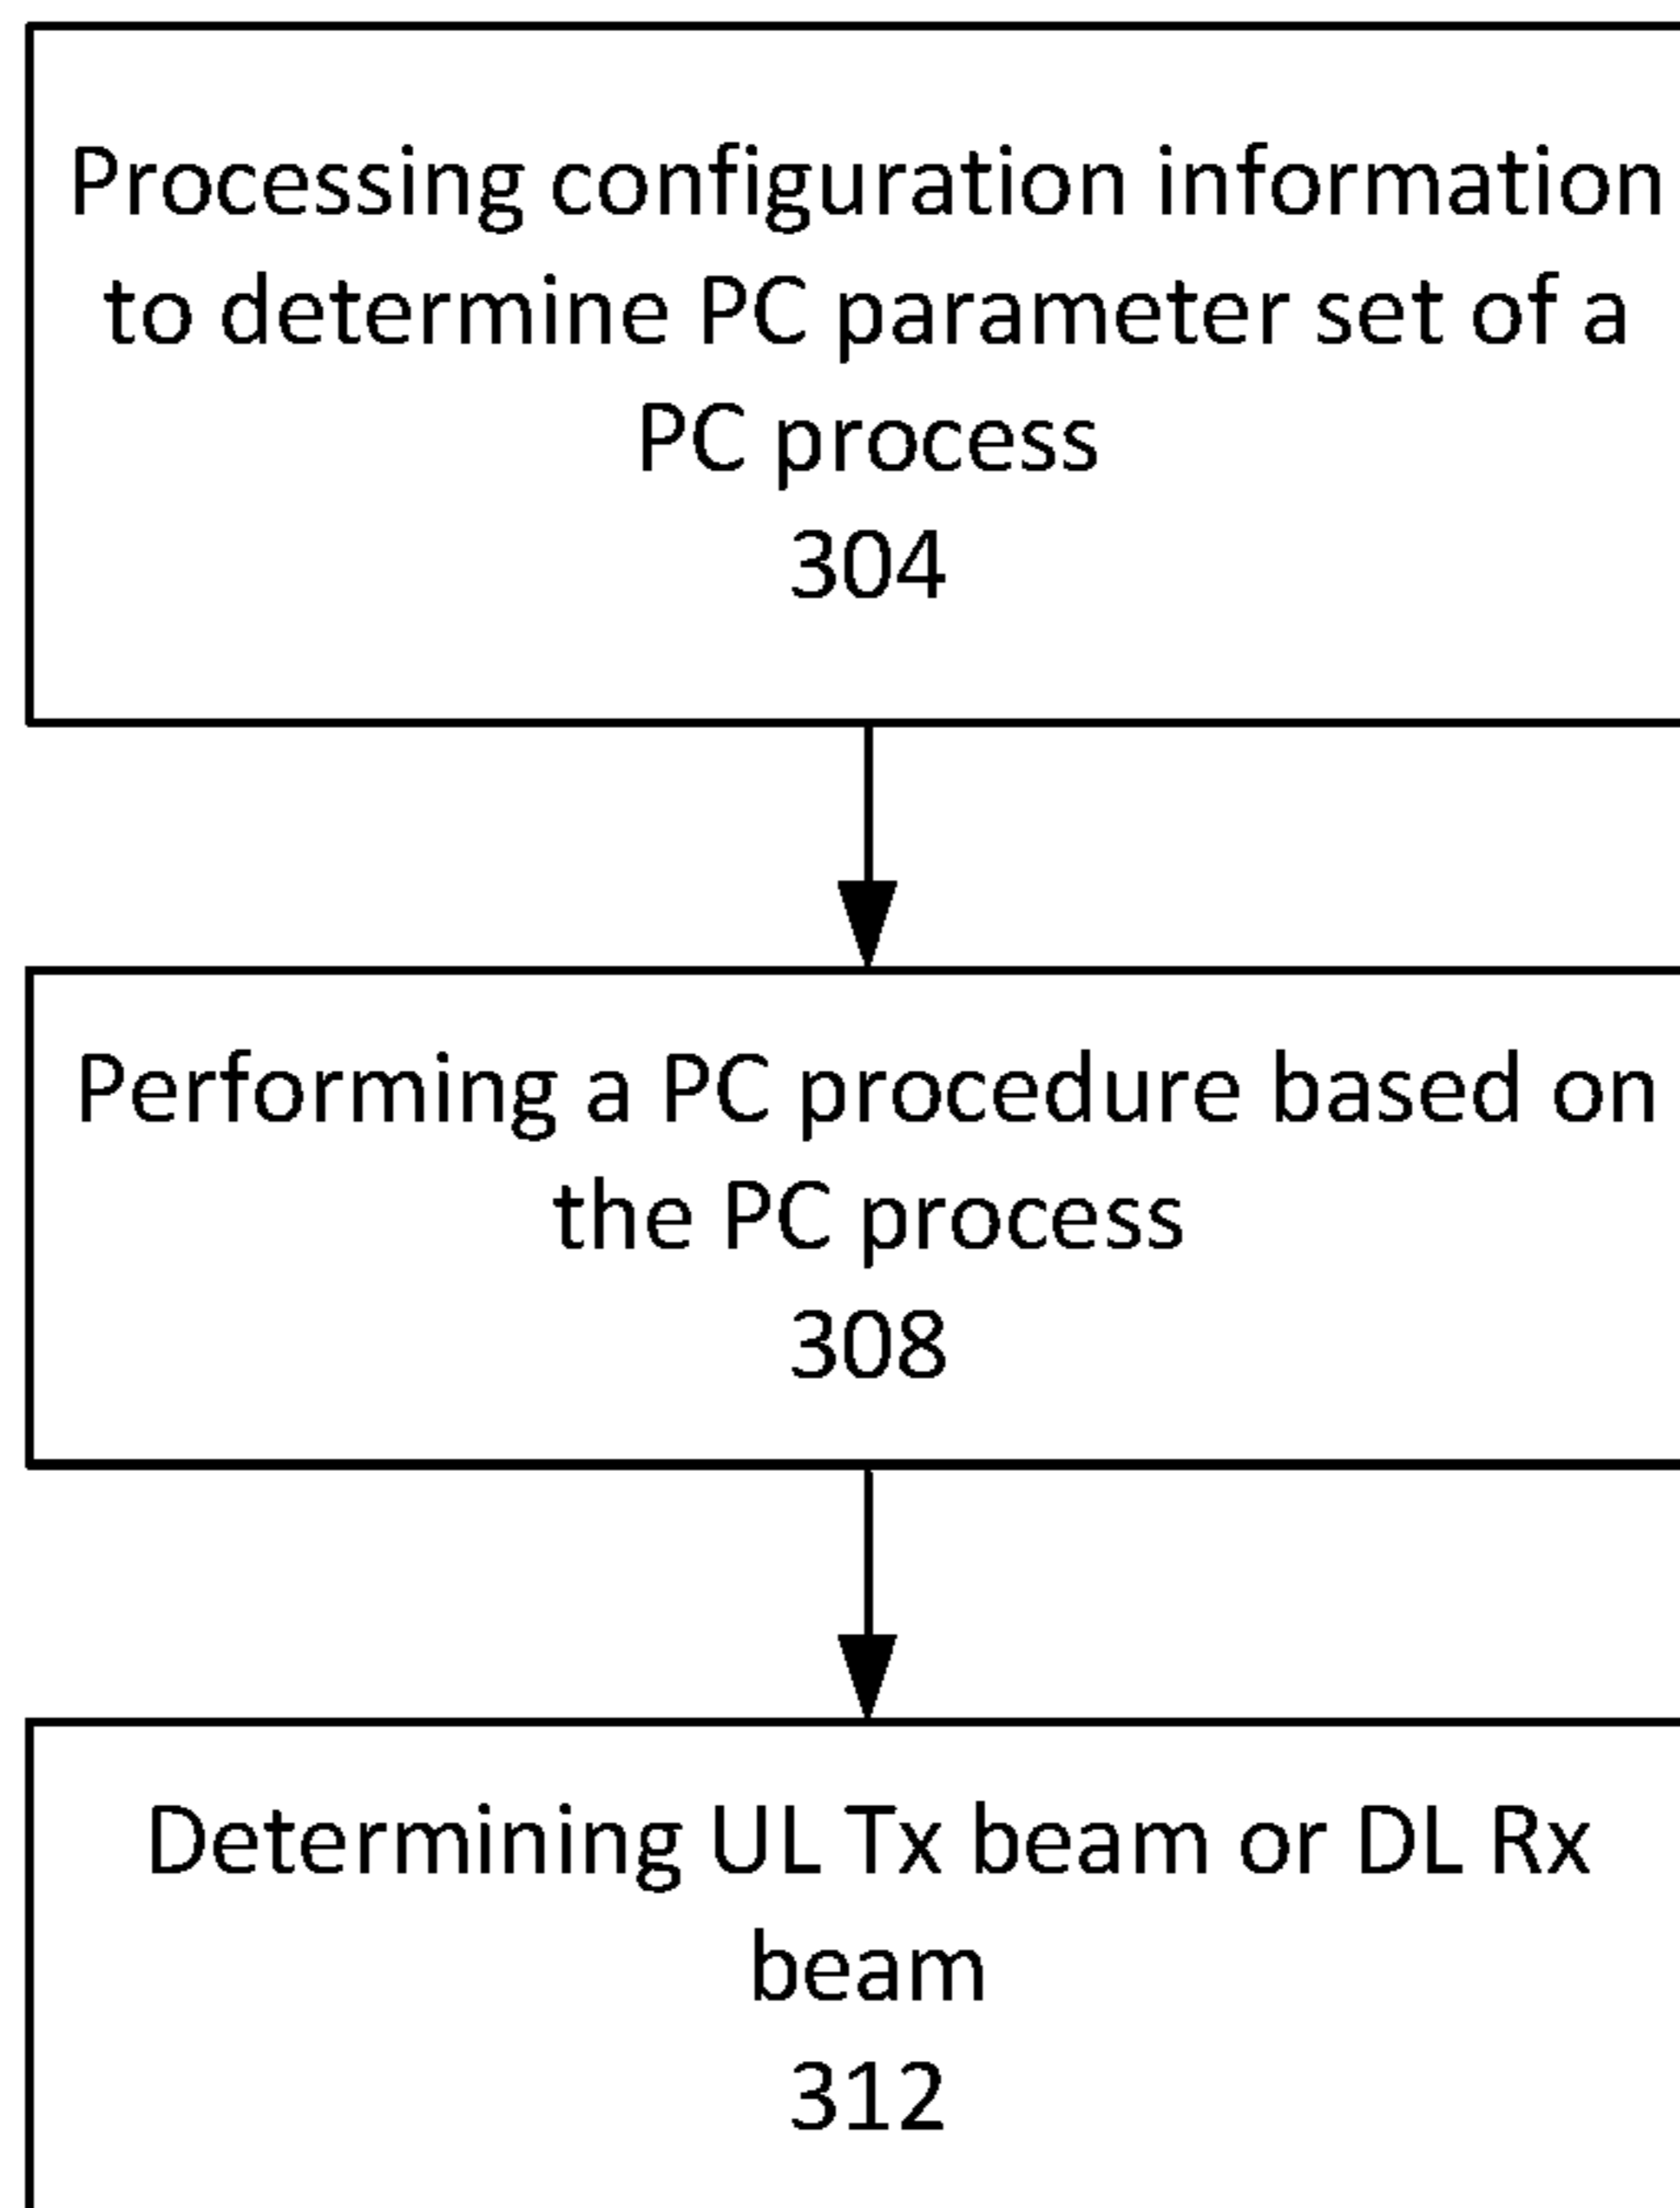 Processing configuration information
to determine PC parameter set of a
PC process
304
Performing a PC procedure based on
the PC process
308
Determining UL Tx beam or DL Rx
beam
312